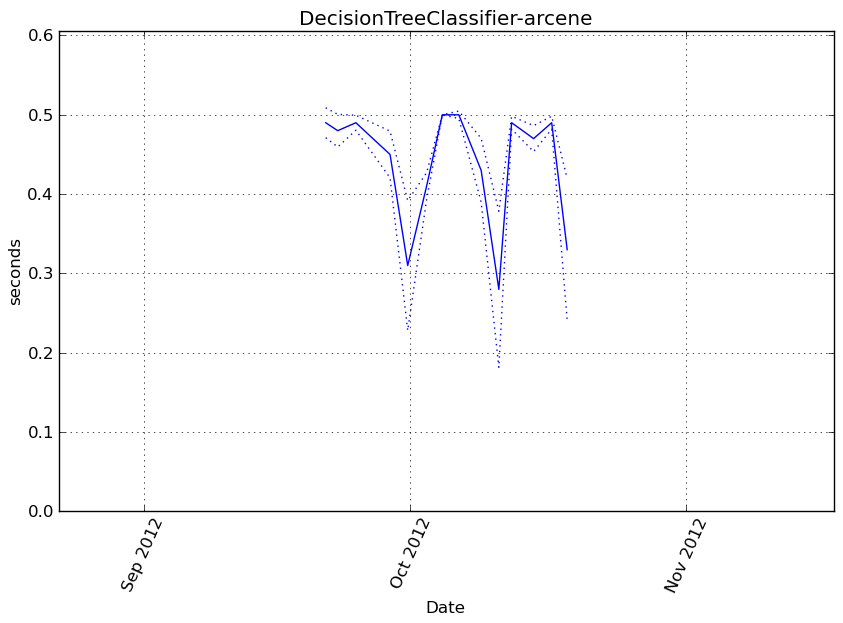 DecisionTreeClassifier-arcene
0.6
0.5
0.4
0.3
0.2
0.1
0.0
seconds
Sep 2012
Oct 2012
Nov 2012
Date